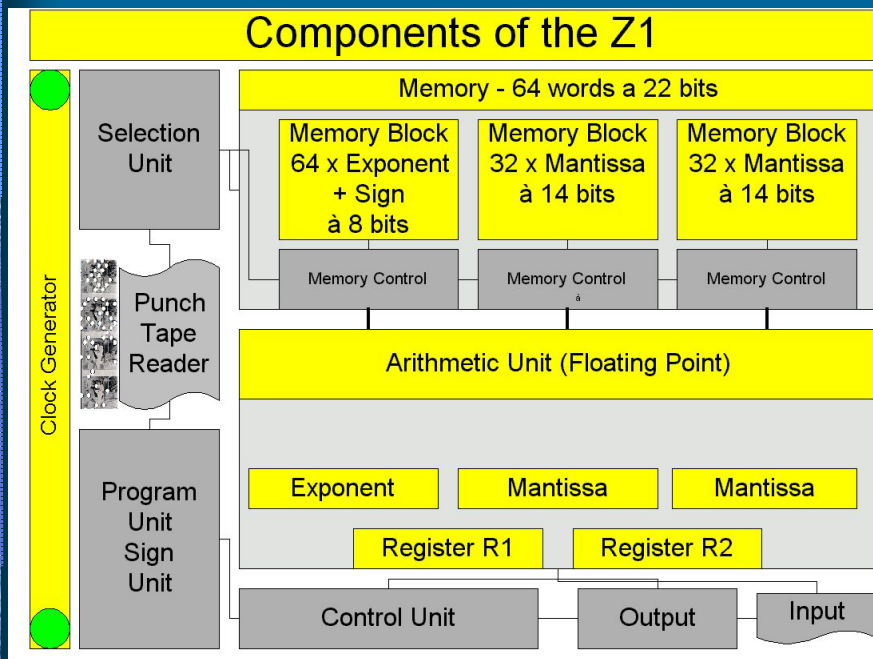 Components of the Z1
Clock Generator
Selection
Unit
Punch
Tape
Reader
Program
Unit
Sign
Unit
Memory - 64 words a 22 bits
Memory Block
64 x Exponent
+ Sign
à 8 bits
Memory Block
32 x Mantissa
à 14 bits
Memory Block
32 x Mantissa
à 14 bits
Memory Control
Memory Control
à
Memory Control
Arithmetic Unit (Floating Point)
Exponent
Mantissa
Mantissa
Register R1
Register R2
Control Unit
Output
Input